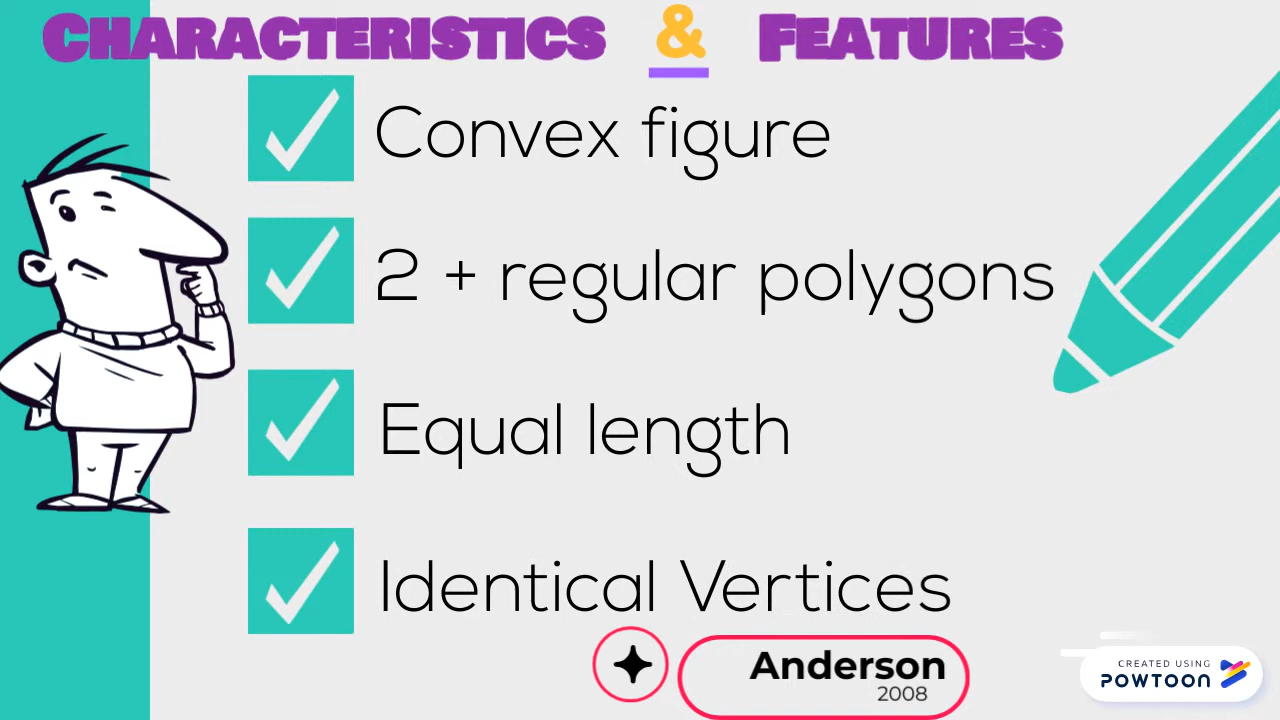 CHARACTERISTICS & FEATURES
Convex figure
2 + regular polygons
Equal length
Identical Vertices
Anderson
2008
CREATED USING
POWTOON